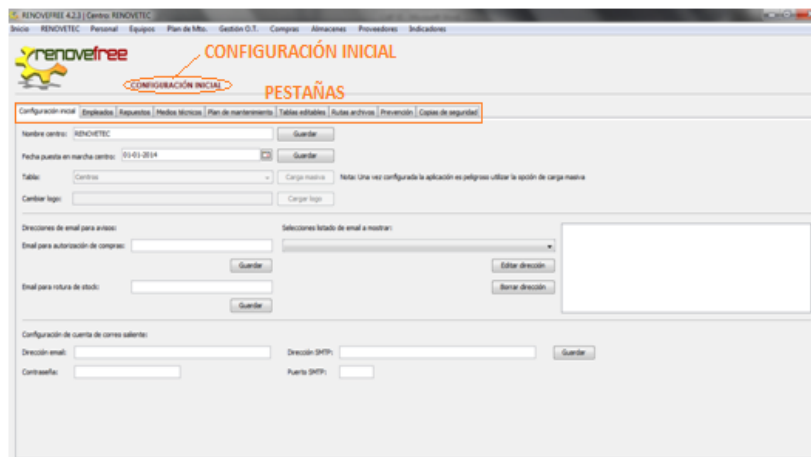 RENOVEFREE 4.2.3 | Centro: RENOVETEC
Inicio RENOVETEC Personal Equipos Plan de Mto. Gestión O.T. Compras Almacenes Proveedores Indicadores
renovefree
CONFIGURACIÓN INICIAL
CONFIGURACIÓN INICIAL
PESTAÑAS
Configuración inicial Empleados Repuestos Medios técnicos Plan de mantenimiento Tablas editables Rutas archivos Prevención Copias de seguridad
Nombre centro: RENOVETEC Guardar
Fecha puesta en marcha centro: 01-01-2014 Guardar
Tabla: Centros Carga masiva Nota: Una vez configurada la aplicación es peligroso utilizar la opción de carga masiva
Cambiar logo: Cargar logo
Direcciones de email para avisos: Selecciones listado de email a mostrar:
Email para autorización de compras:
Guardar Editar dirección
Email para rotura de stock: Borrar dirección
Guardar
Configuración de cuenta de correo saliente:
Dirección email: Dirección SMTP: Guardar
Contraseña: Puerto SMTP: